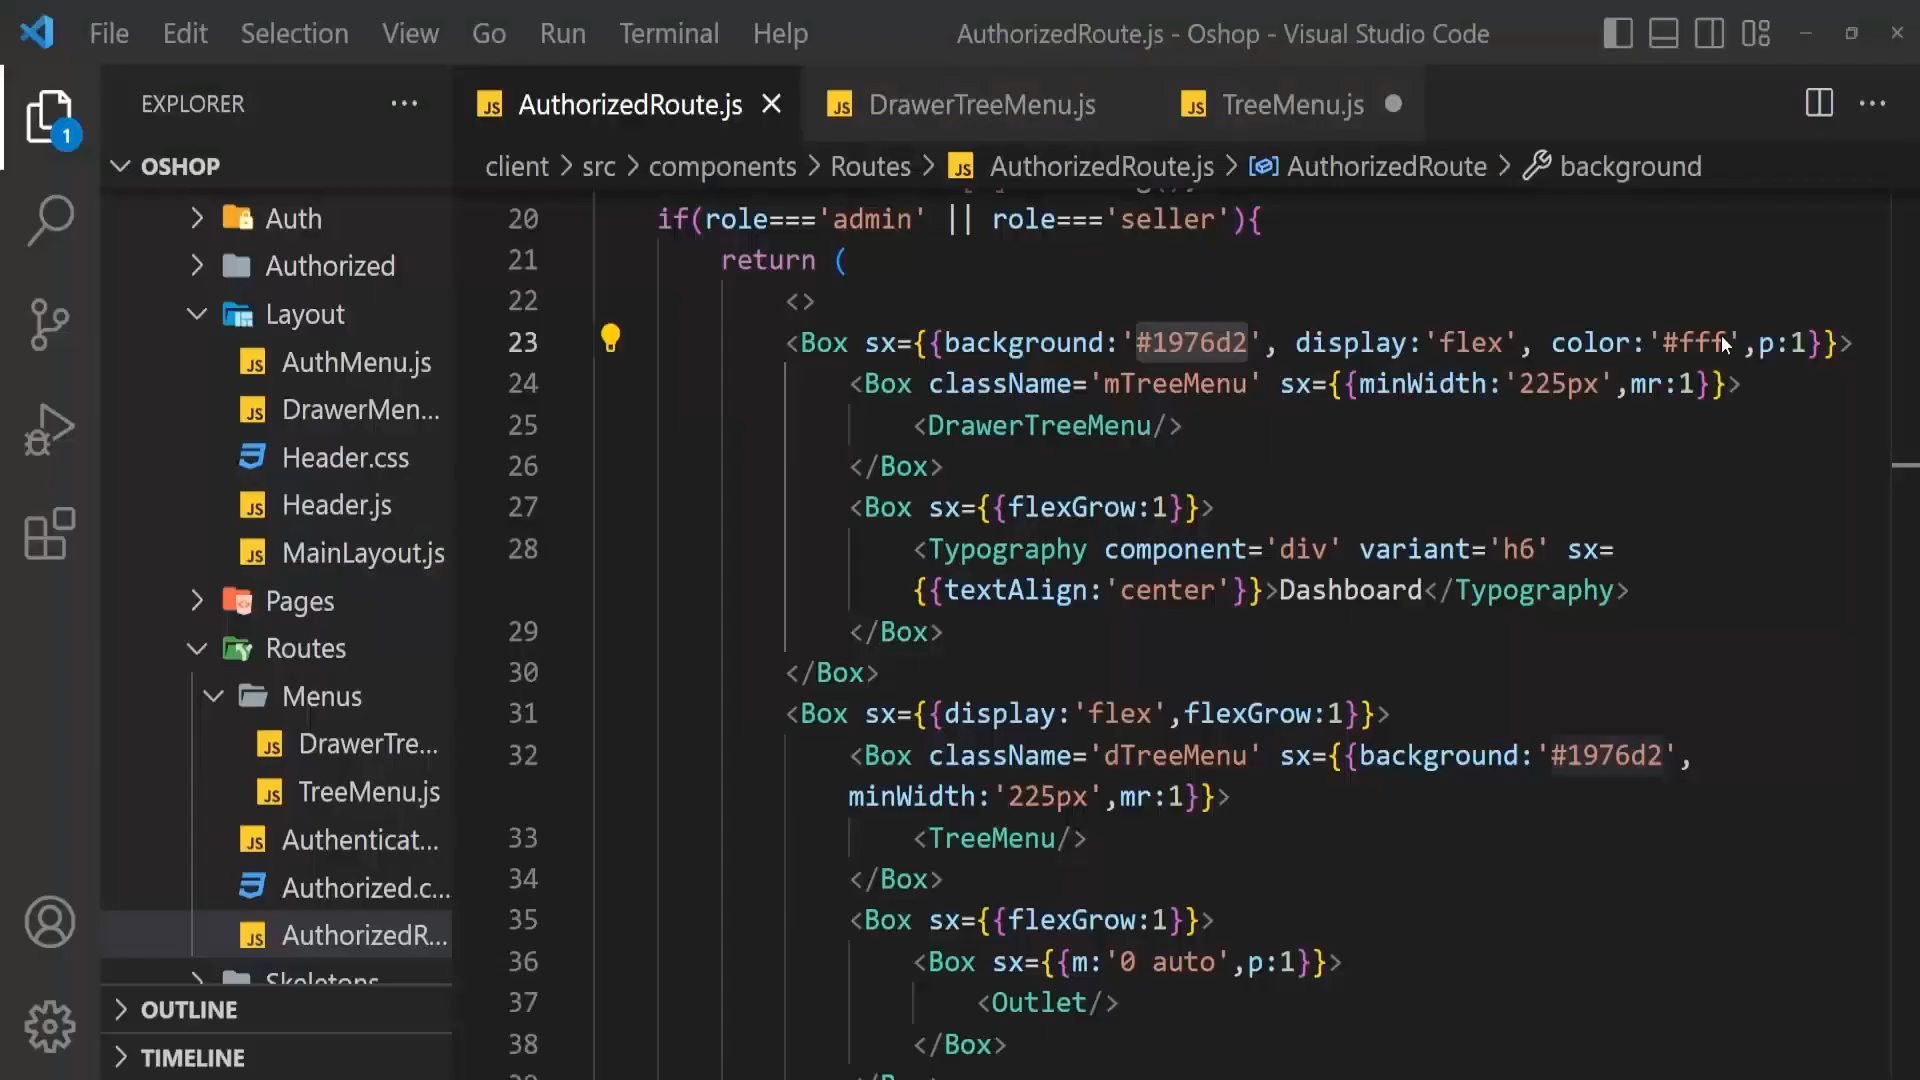 File Edit Selection View Go Run Terminal Help AuthorizedRoute.js - Oshop - Visual Studio Code
EXPLORER
AuthorizedRoute.js
DrawerTreeMenu.js
TreeMenu.js
OSHOP
client > src > components > Routes > AuthorizedRoute.js > AuthorizedRoute > background
1
Auth
Authorized
Layout
AuthMenu.js
DrawerMen...
Header.css
Header.js
MainLayout.js
Pages
Routes
Menus
DrawerTre...
TreeMenu.js
Authenticat...
Authorized.c...
AuthorizedR...
Skeletons
OUTLINE
TIMELINE
20 if(role==='admin' || role==='seller'){
21 return (
22 <>
23 <Box sx={{background:'#1976d2', display:'flex', color:'#fff',p:1}}>
24 <Box className='mTreeMenu' sx={{minWidth:'225px',mr:1}}>
25 <DrawerTreeMenu/>
26 </Box>
27 <Box sx={{flexGrow:1}}>
28 <Typography component='div' variant='h6' sx=
{{textAlign:'center'}}>Dashboard</Typography>
29 </Box>
30 </Box>
31 <Box sx={{display:'flex',flexGrow:1}}>
32 <Box className='dTreeMenu' sx={{background:'#1976d2',
minWidth:'225px',mr:1}}>
33 <TreeMenu/>
34 </Box>
35 <Box sx={{flexGrow:1}}>
36 <Box sx={{m:'0 auto',p:1}}>
37 <Outlet/>
38 </Box>